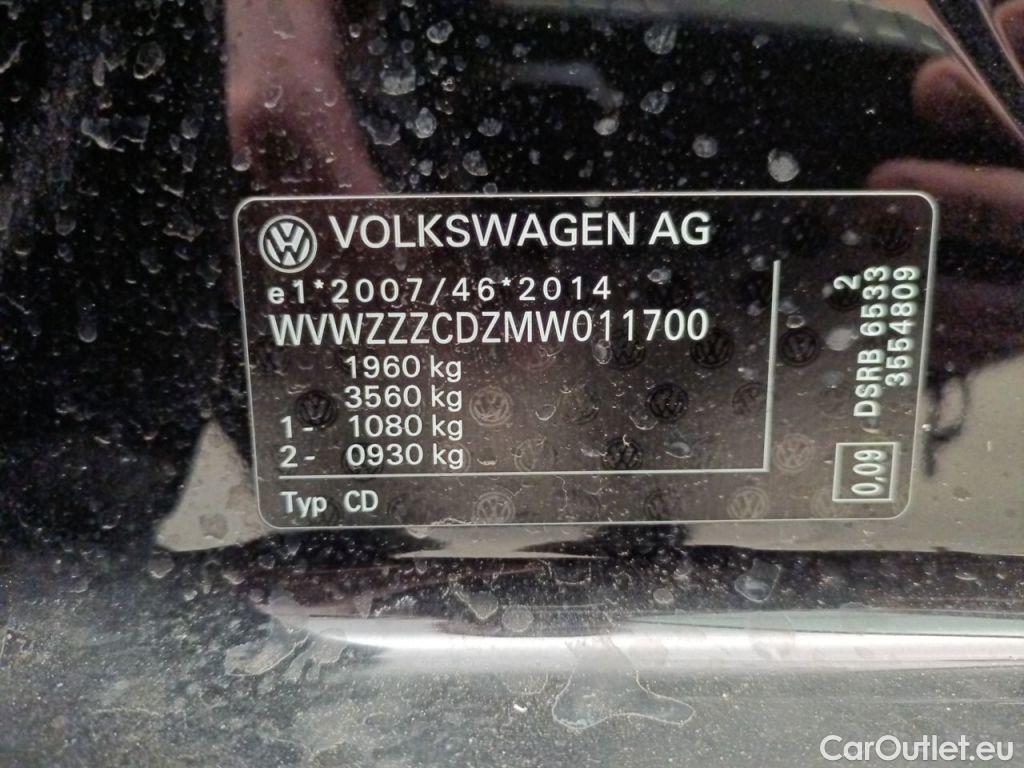 VOLKSWAGEN AG
e1*2007/46*2014
WVWZZZCDZMW011700
1960 kg
3560 kg
1- 1080 kg
2- 0930 kg
Typ CD
2
-DSRB 6533
3554809
0,09
CarOutlet.eu